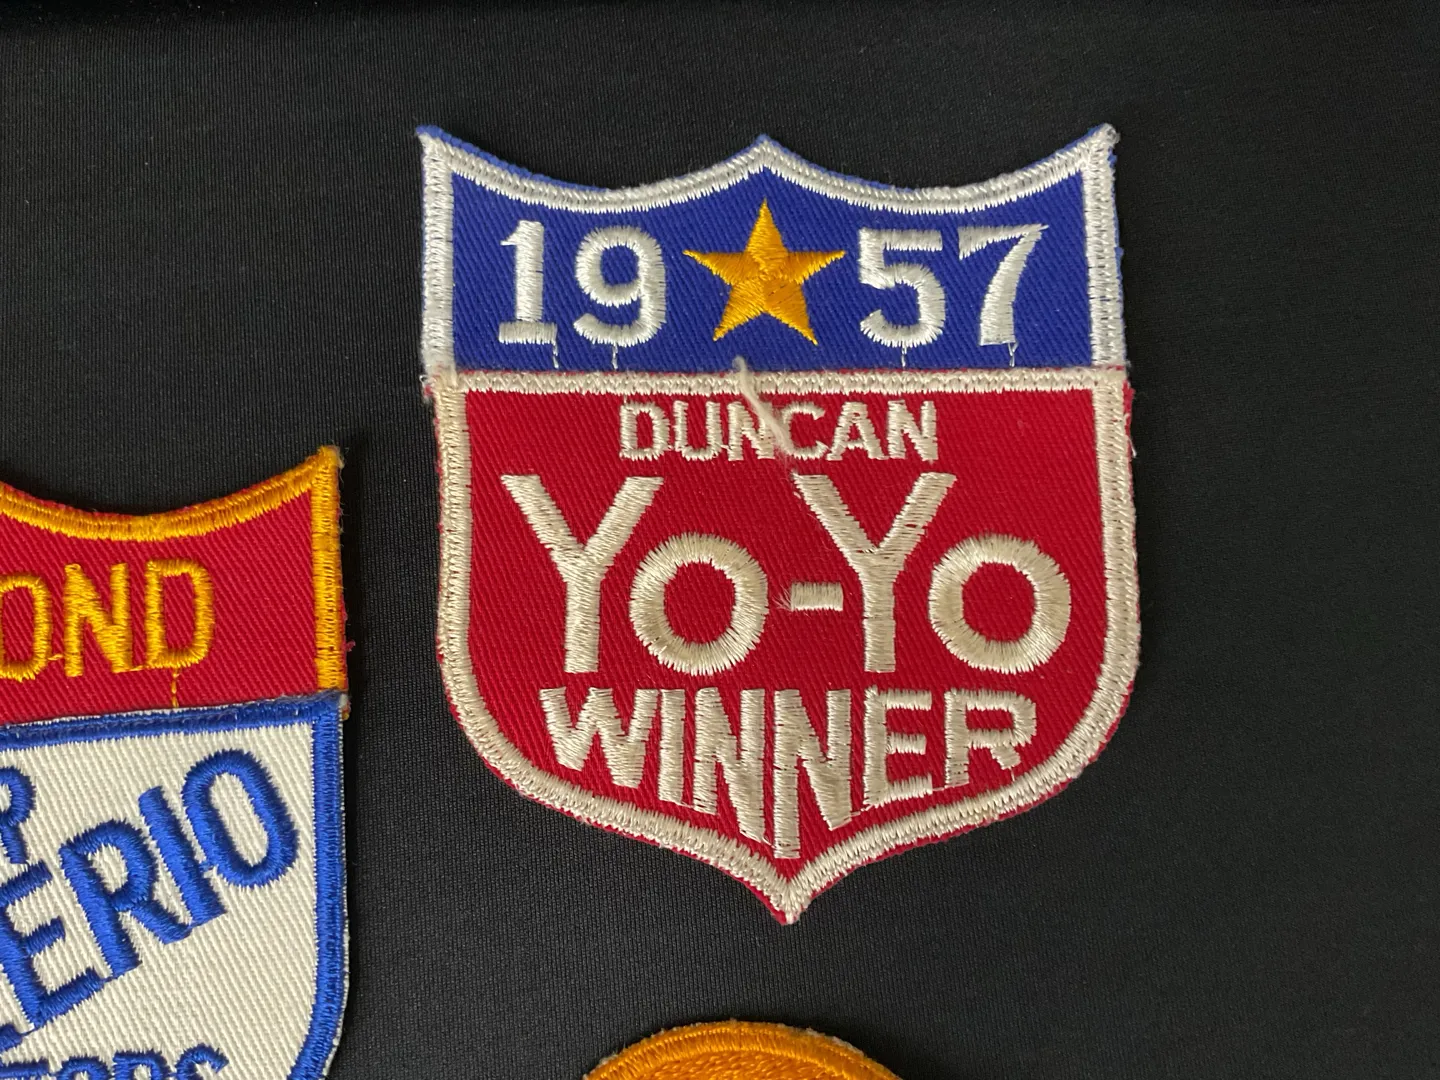 19 57
DUNCAN
Yo-Yo
WINNER
OND
P
ERIO